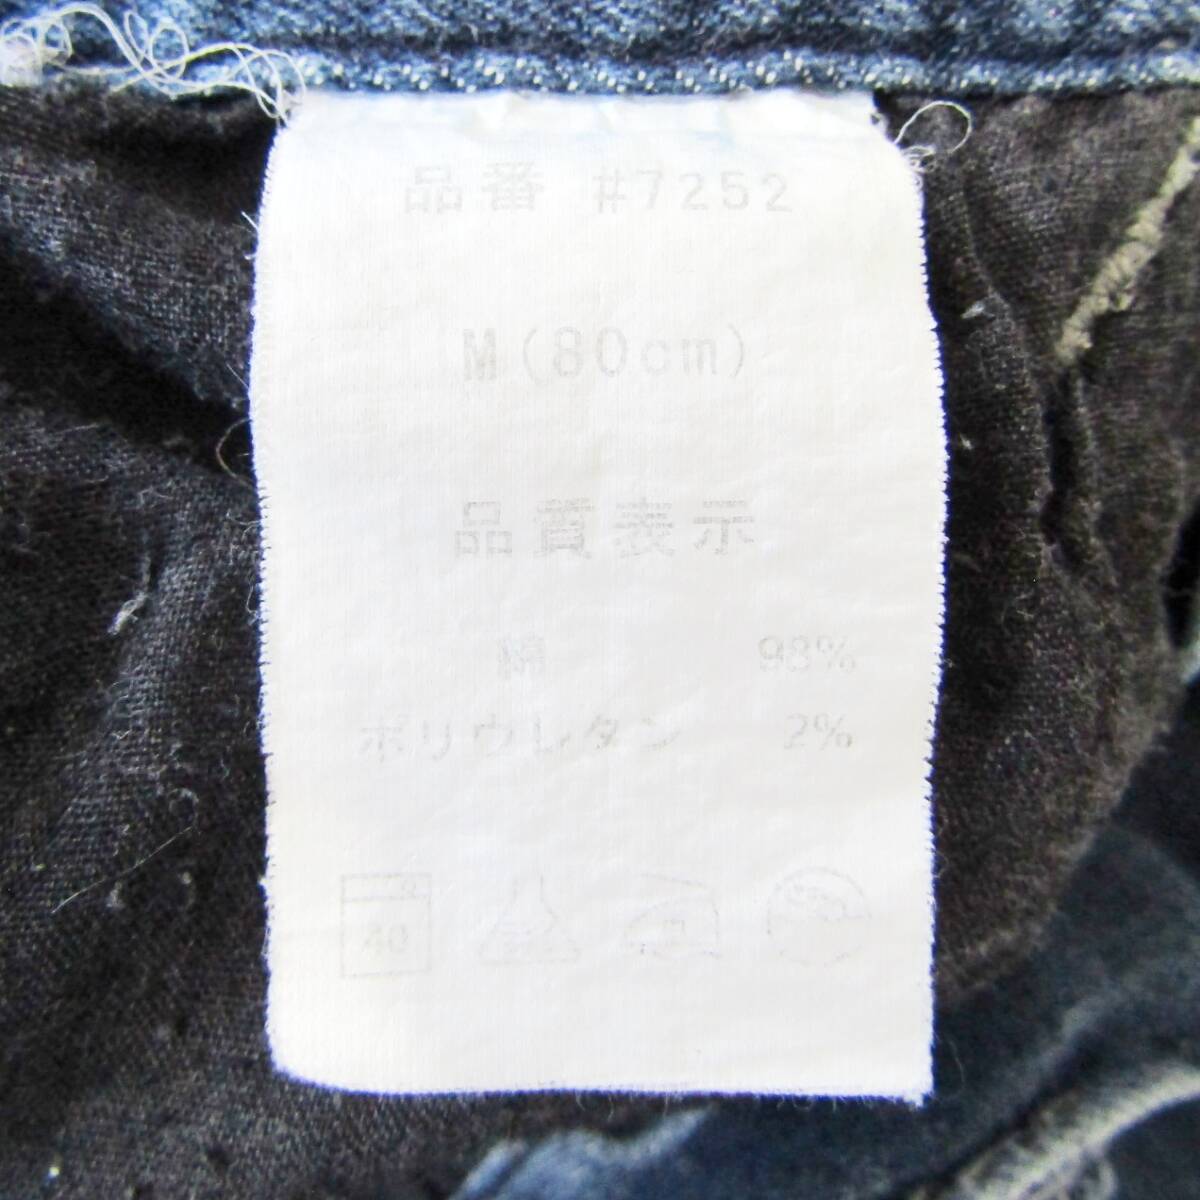 品番 #7252
M(80cm)
品質表示
綿 98%
ポリウレタン 2%
40